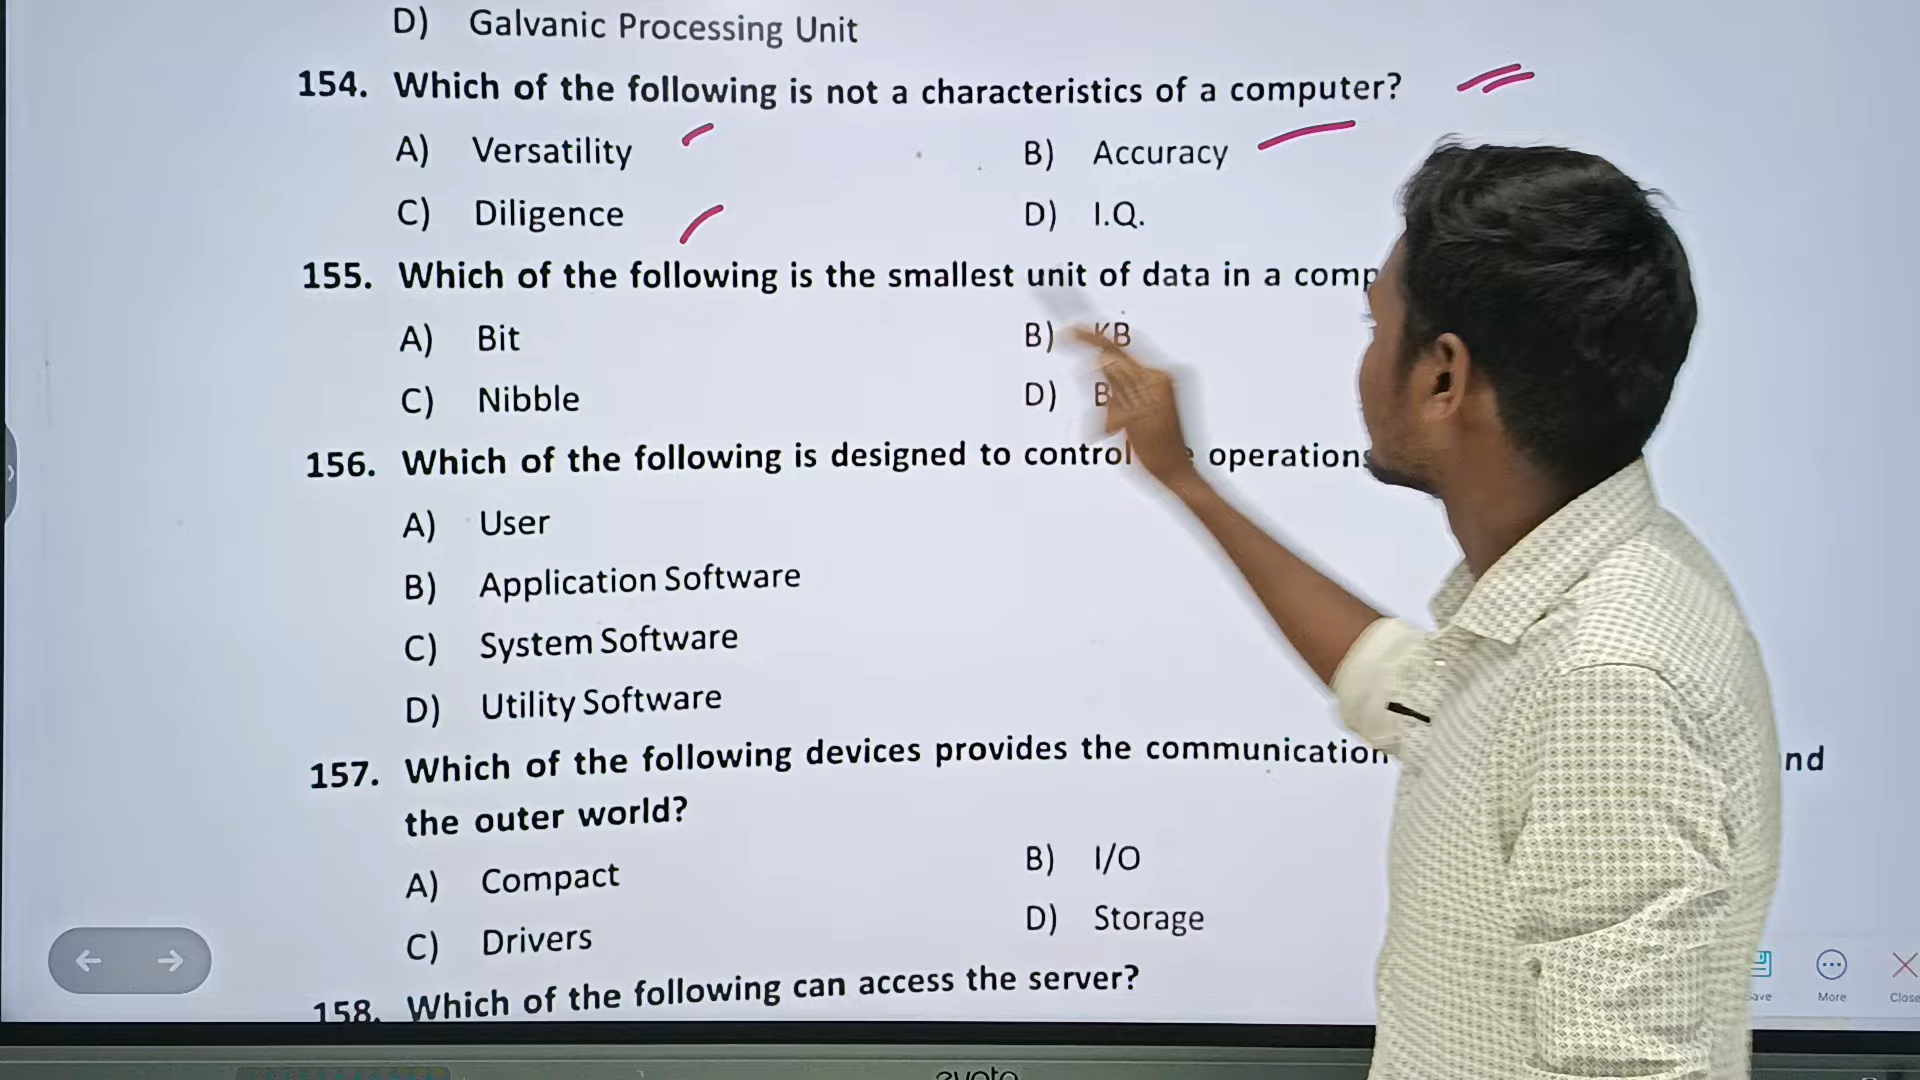 D) Galvanic Processing Unit
154. Which of the following is not a characteristics of a computer?
A) Versatility B) Accuracy
C) Diligence D) I.Q.
155. Which of the following is the smallest unit of data in a
A) Bit B) KB
C) Nibble D)
156. Which of the following is designed to control operations
A) User
B) Application Software
C) System Software
D) Utility Software
157. Which of the following devices provides the communication
the outer world?
A) Compact B) I/O
C) Drivers D) Storage
158. Which of the following can access the server?
More Close